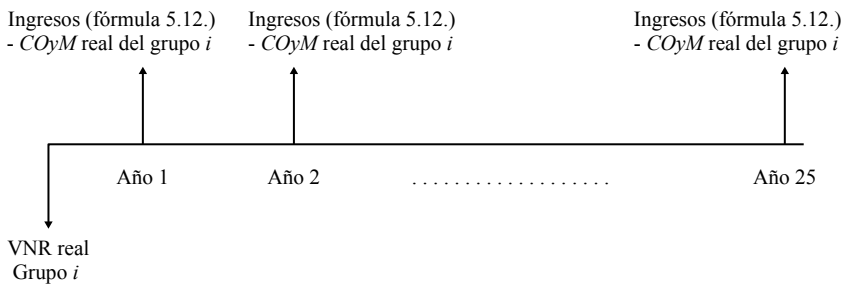 Ingresos (fórmula 5.12.)
- COyM real del grupo i
Ingresos (fórmula 5.12.)
- COyM real del grupo i
Ingresos (fórmula 5.12.)
- COyM real del grupo i
Año 1
Año 2
. . . . . . . . . . . . . . . . . . .
Año 25
VNR real
Grupo i